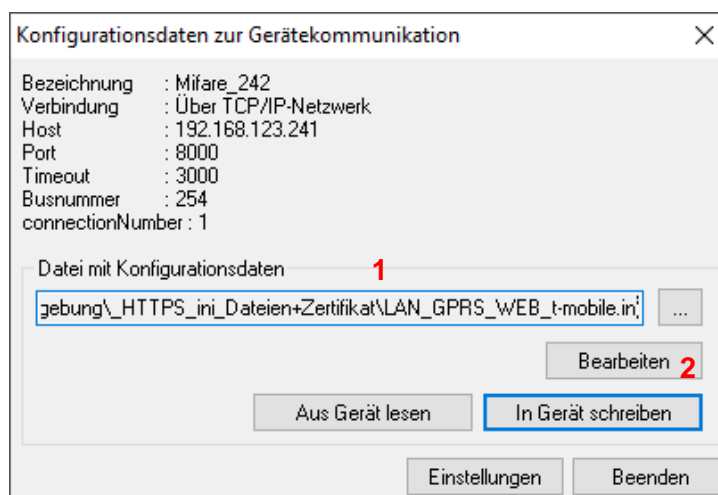 Konfigurationsdaten zur Gerätekommunikation
Bezeichnung : Mifare_242
Verbindung : Über TCP/IP-Netzwerk
Host : 192.168.123.241
Port : 8000
Timeout : 3000
Busnummer : 254
connectionNumber : 1
Datei mit Konfigurationsdaten 1
gebung\_HTTPS_ini_Dateien+Zertifikat\LAN_GPRS_WEB_t-mobile.ini ...
Bearbeiten 2
Aus Gerät lesen In Gerät schreiben
Einstellungen Beenden